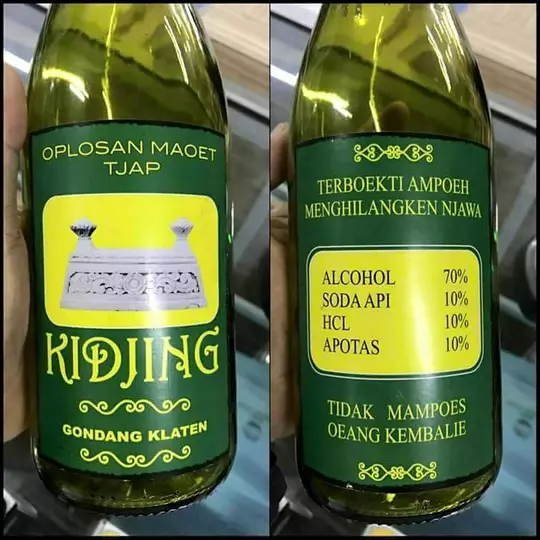 OPLOSAN MAOET
TJAP
KIDJING
GONDANG KLATEN
TERBOEKTI AMPOEH
MENGHILANGKEN NJAWA
ALCOHOL 70%
SODA API 10%
HCL 10%
APOTAS 10%
TIDAK MAMPOES
OEANG KEMBALIE